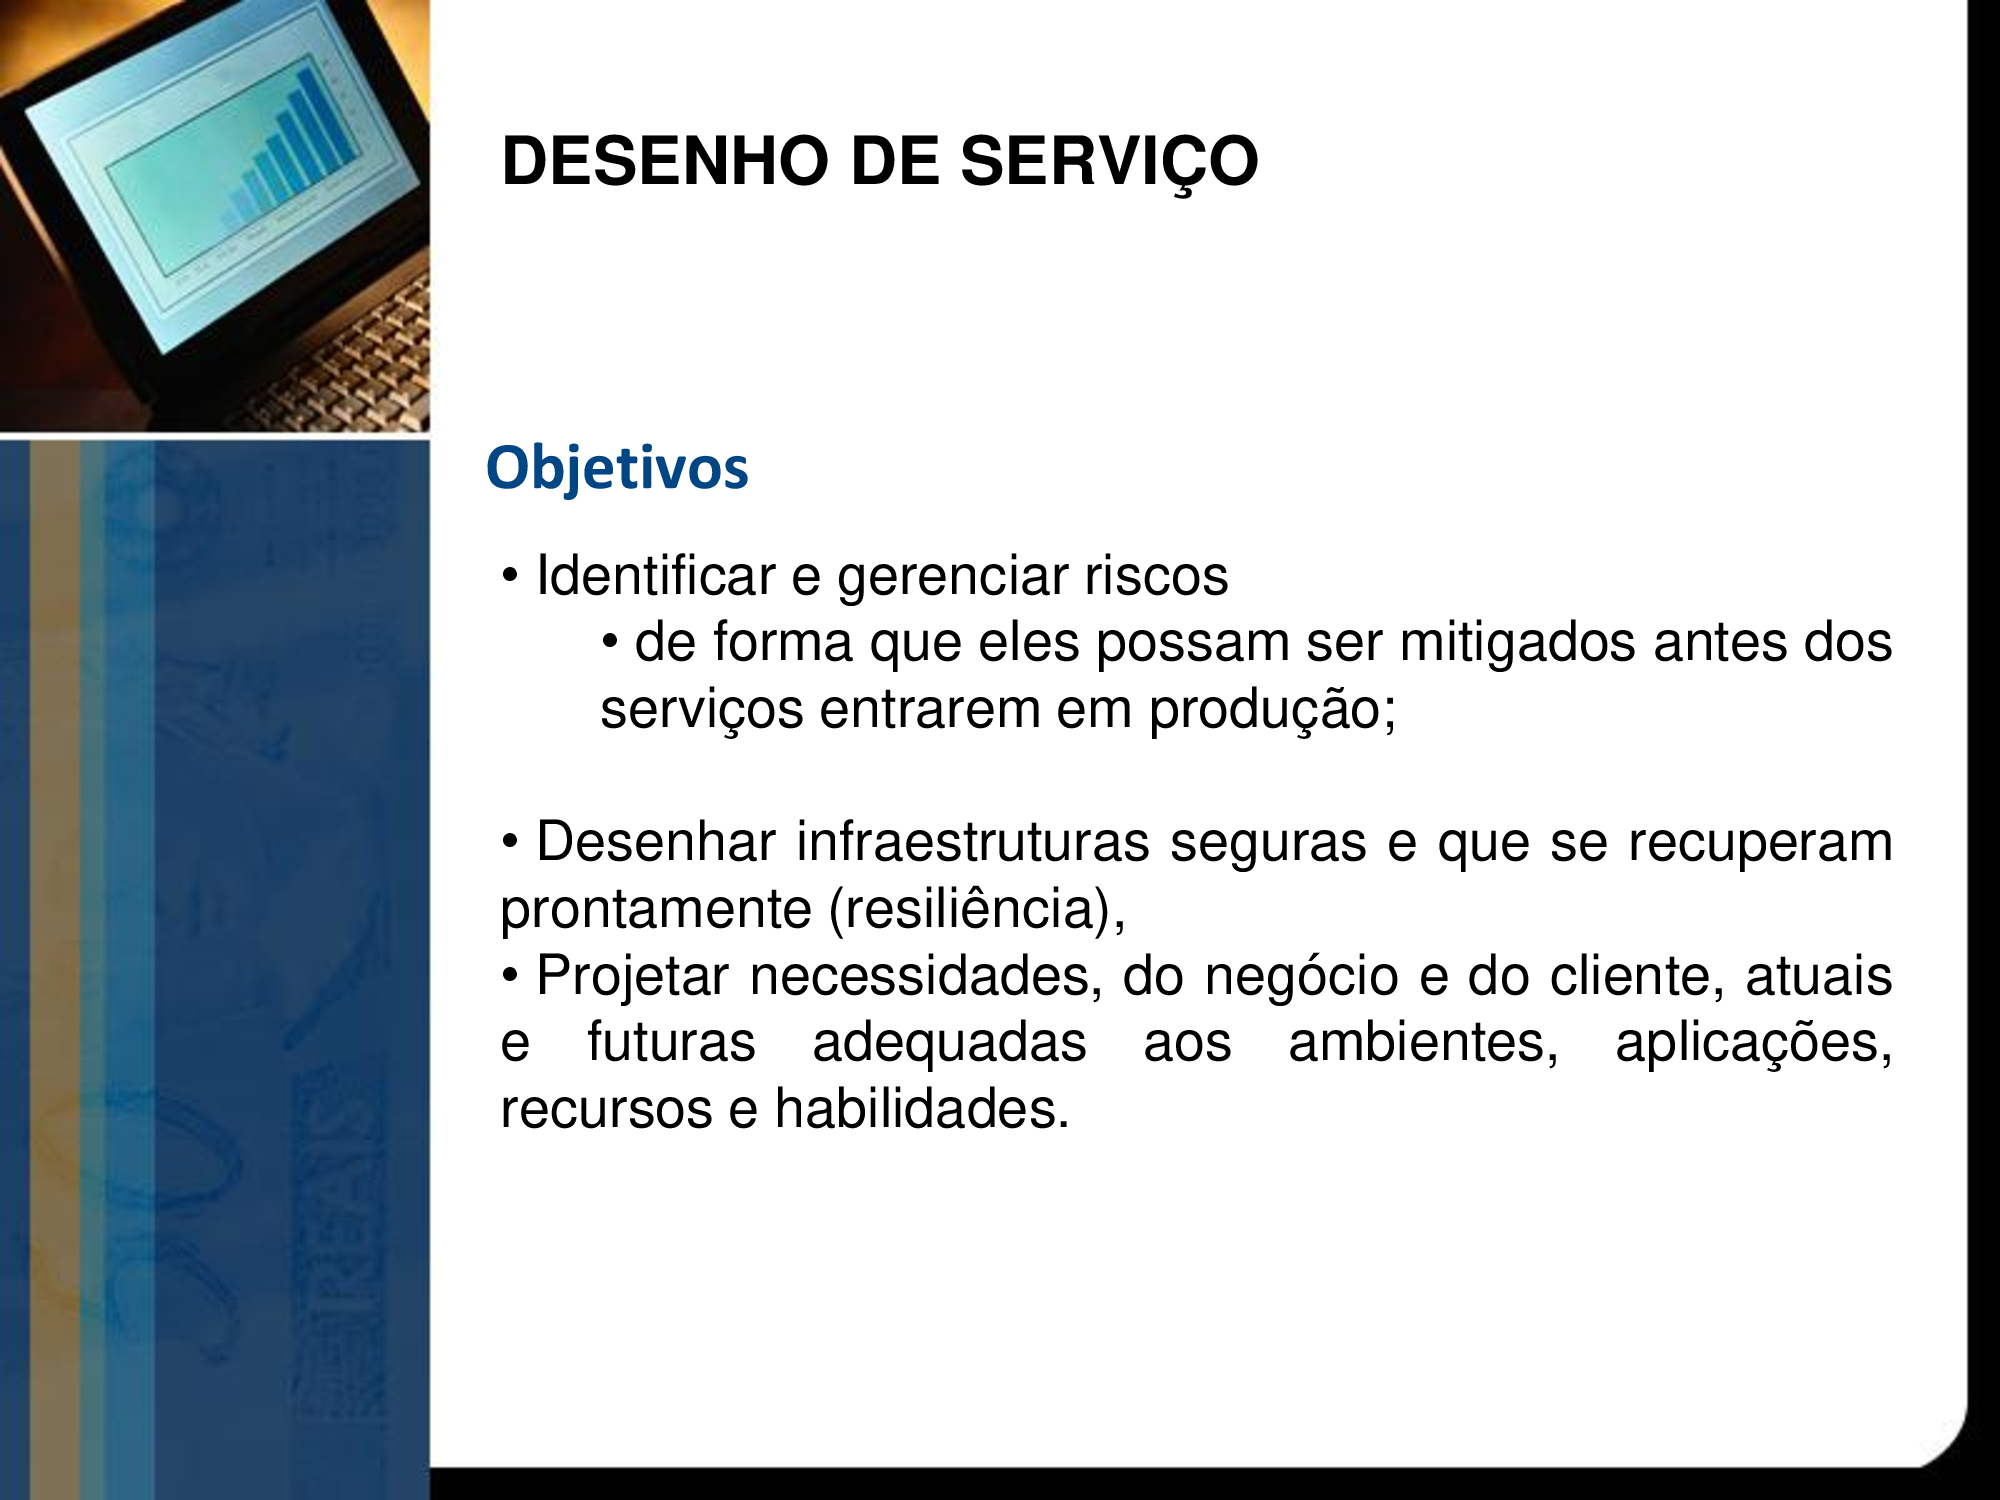 DESENHO DE SERVIÇO
Objetivos
• Identificar e gerenciar riscos
• de forma que eles possam ser mitigados antes dos
serviços entrarem em produção;
• Desenhar infraestruturas seguras e que se recuperam
prontamente (resiliência),
• Projetar necessidades, do negócio e do cliente, atuais
e futuras adequadas aos ambientes, aplicações,
recursos e habilidades.
REAIS